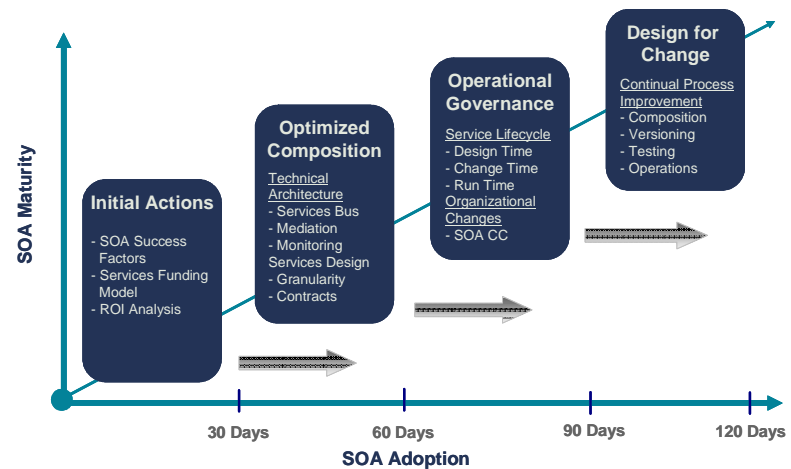 Design for
Change
Continual Process
Improvement
- Composition
- Versioning
- Testing
- Operations
Operational
Governance
Service Lifecycle
- Design Time
- Change Time
- Run Time
Organizational
Changes
- SOA CC
Optimized
Composition
Technical
Architecture
- Services Bus
- Mediation
- Monitoring
Services Design
- Granularity
- Contracts
Initial Actions
- SOA Success
Factors
- Services Funding
Model
- ROI Analysis
SOA Maturity
30 Days
60 Days
90 Days
120 Days
SOA Adoption